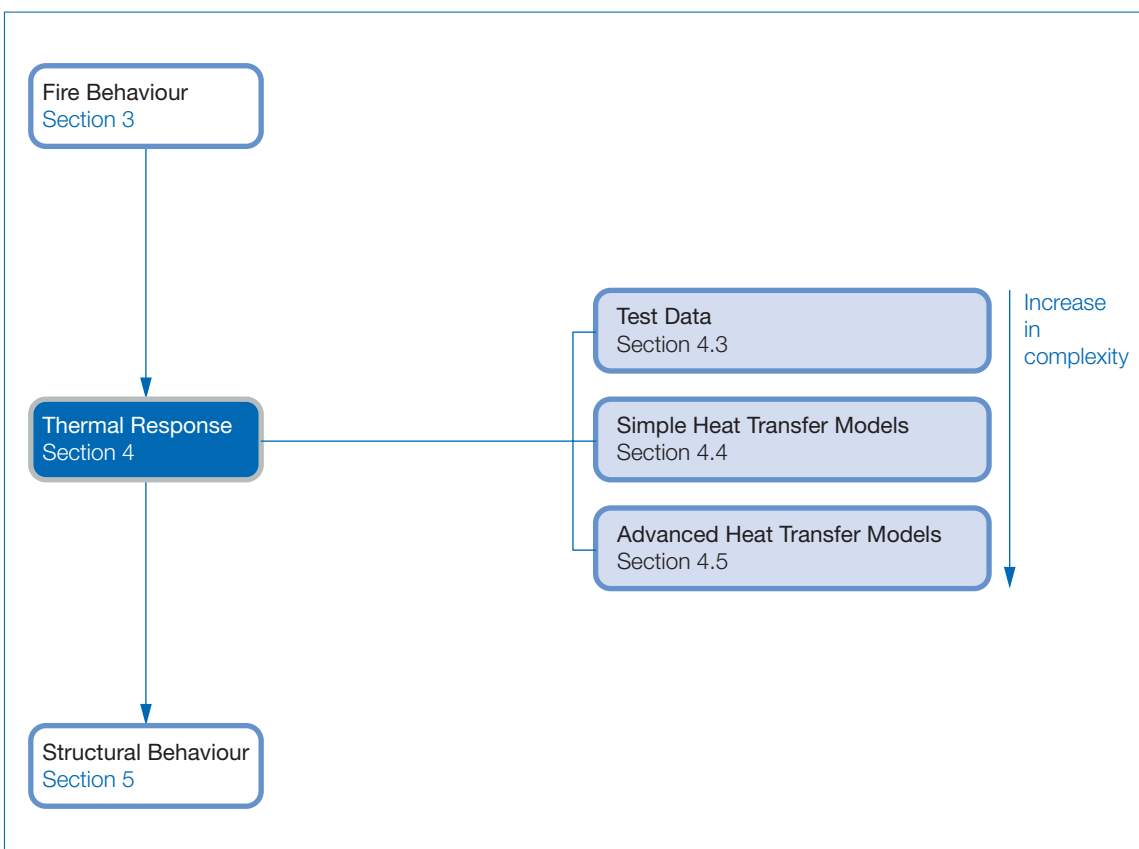 Fire Behaviour
Section 3
Test Data
Section 4.3
Increase
in
complexity
Thermal Response
Section 4
Simple Heat Transfer Models
Section 4.4
Advanced Heat Transfer Models
Section 4.5
Structural Behaviour
Section 5